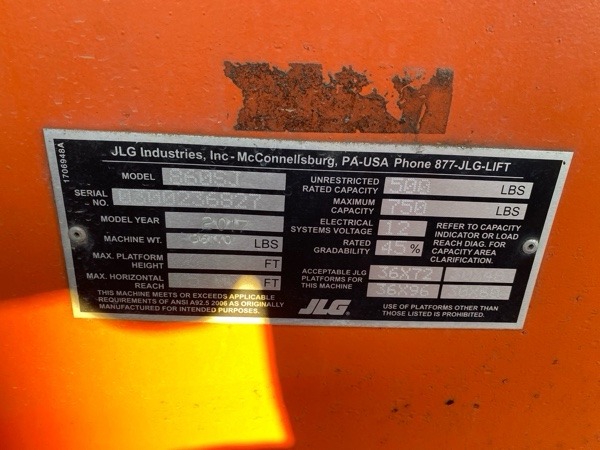 1706948A
JLG Industries, Inc - McConnellsburg, PA-USA Phone 877-JLG-LIFT
MODEL 860SJ
SERIAL NO. 0300236827
MODEL YEAR
MACHINE WT. LBS
MAX. PLATFORM HEIGHT FT
MAX. HORIZONTAL REACH FT
THIS MACHINE MEETS OR EXCEEDS APPLICABLE
REQUIREMENTS OF ANSI A92.5 2006 AS ORIGINALLY
MANUFACTURED FOR INTENDED PURPOSES.
UNRESTRICTED
RATED CAPACITY 500 LBS
MAXIMUM
CAPACITY 750 LBS
ELECTRICAL
SYSTEMS VOLTAGE 12
RATED
GRADABILITY 45%
REFER TO CAPACITY
INDICATOR OR LOAD
REACH DIAG. FOR
CAPACITY AREA
CLARIFICATION.
ACCEPTABLE JLG
PLATFORMS FOR
THIS MACHINE
36X72
36X96
JLG
USE OF PLATFORMS OTHER THAN
THOSE LISTED IS PROHIBITED.